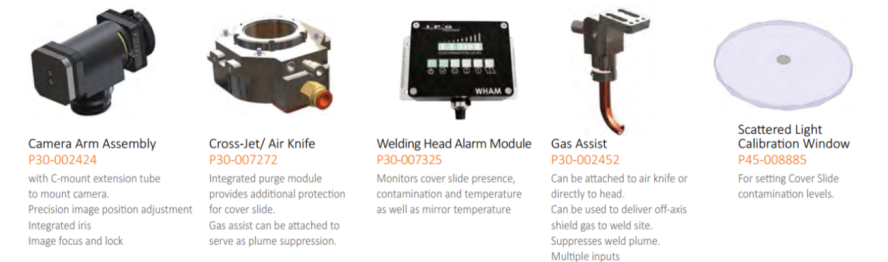 IPG
WHAM
Camera Arm Assembly
P30-002424
with C-mount extension tube
to mount camera.
Precision image position adjustment
Integrated iris
Image focus and lock
Cross-Jet/ Air Knife
P30-007272
Integrated purge module
provides additional protection
for cover slide.
Gas assist can be attached to
serve as plume suppression.
Welding Head Alarm Module
P30-007325
Monitors cover slide presence,
contamination and temperature
as well as mirror temperature
Gas Assist
P30-002452
Can be attached to air knife or
directly to head.
Can be used to deliver off-axis
shield gas to weld site.
Suppresses weld plume.
Multiple inputs
Scattered Light
Calibration Window
P45-008885
For setting Cover Slide
contamination levels.